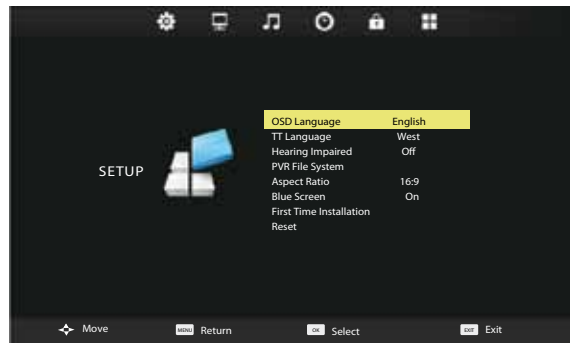 SETUP
OSD Language English
TT Language West
Hearing Impaired Off
PVR File System
Aspect Ratio 16:9
Blue Screen On
First Time Installation
Reset
Move MENU Return OK Select EXIT Exit